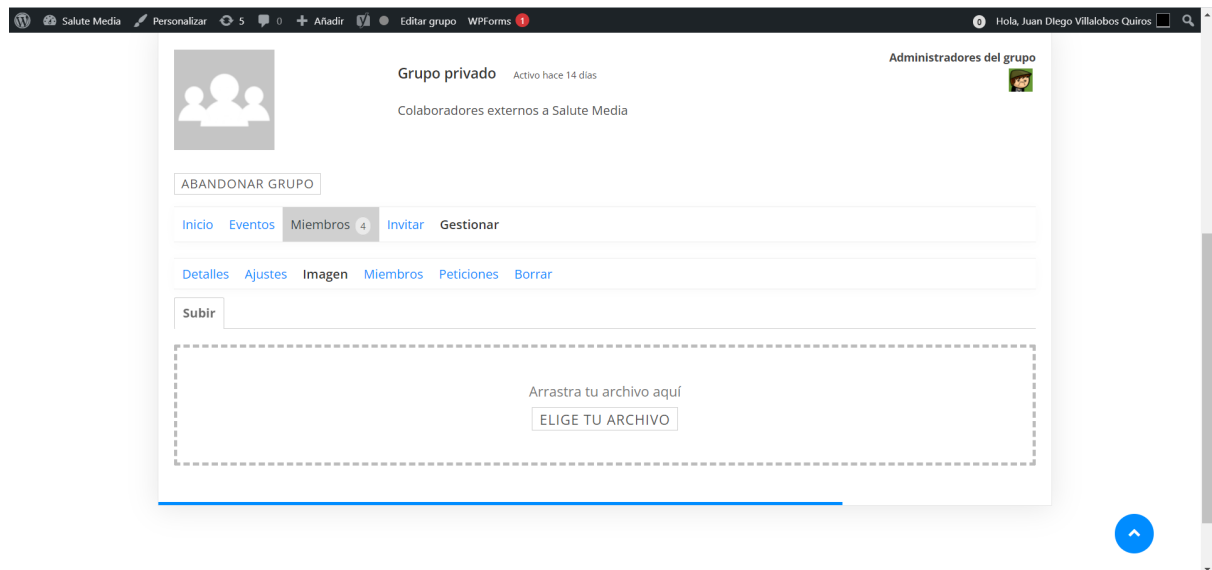 Salute Media Personalizar 5 0 Añadir Editar grupo WPForms 1 0 Hola, Juan DIego Villalobos Quiros
Grupo privado Activo hace 14 días
Administradores del grupo
Colaboradores externos a Salute Media
ABANDONAR GRUPO
Inicio Eventos Miembros 4 Invitar Gestionar
Detalles Ajustes Imagen Miembros Peticiones Borrar
Subir
Arrastra tu archivo aquí
ELIGE TU ARCHIVO